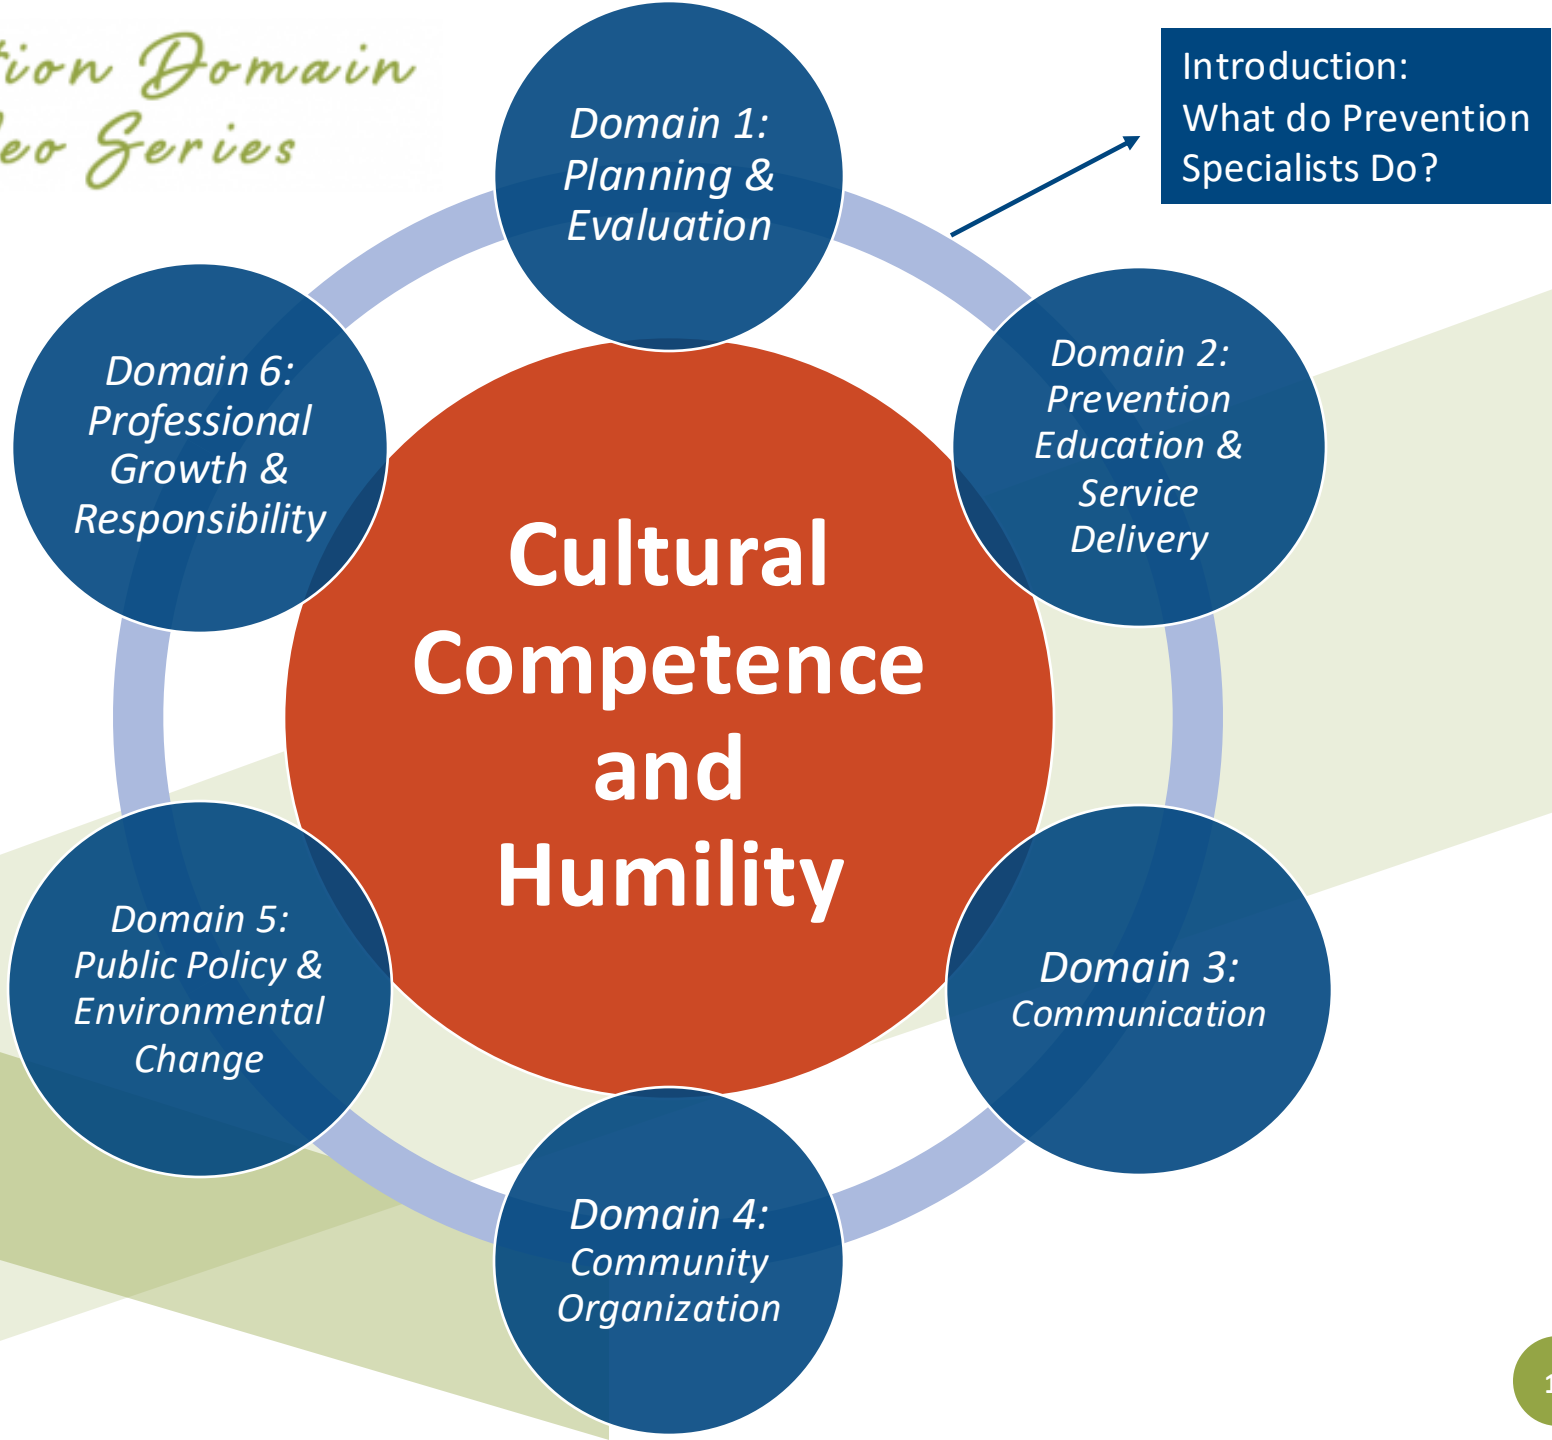 Domain
Series
Introduction:
What do Prevention
Specialists Do?
Domain 1:
Planning &
Evaluation
Domain 2:
Prevention
Education &
Service
Delivery
Domain 3:
Communication
Domain 4:
Community
Organization
Domain 5:
Public Policy &
Environmental
Change
Domain 6:
Professional
Growth &
Responsibility
Cultural
Competence
and
Humility